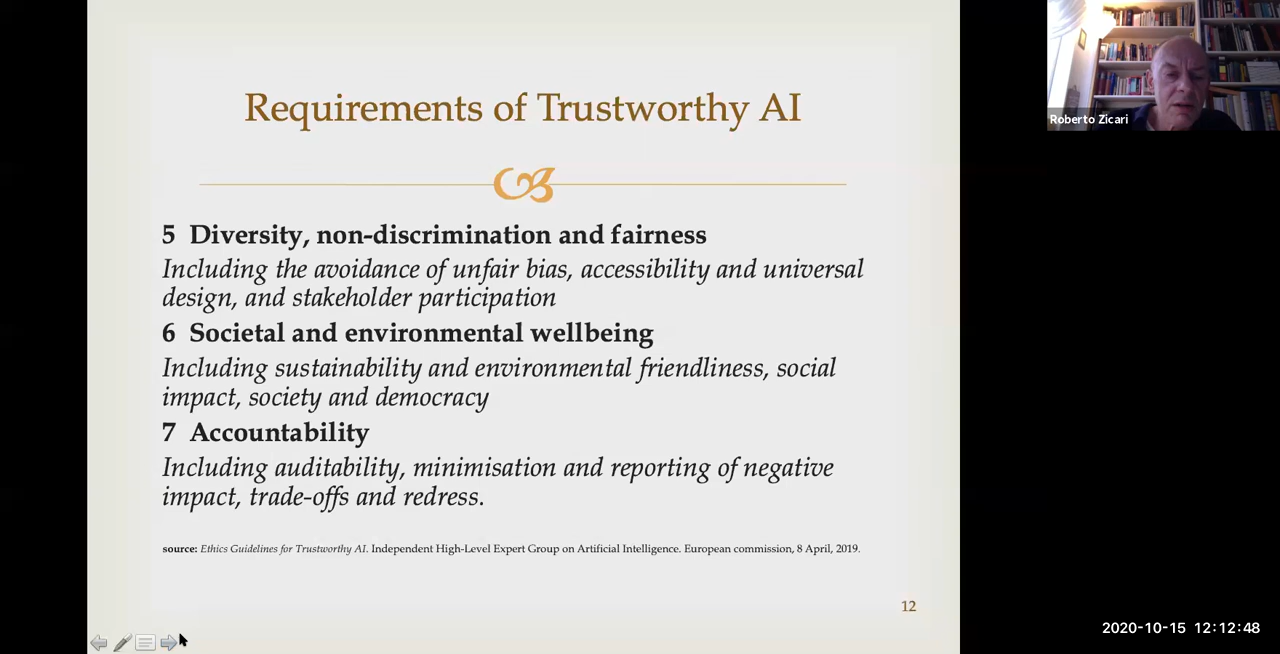 Requirements of Trustworthy AI
5 Diversity, non-discrimination and fairness
Including the avoidance of unfair bias, accessibility and universal
design, and stakeholder participation
6 Societal and environmental wellbeing
Including sustainability and environmental friendliness, social
impact, society and democracy
7 Accountability
Including auditability, minimisation and reporting of negative
impact, trade-offs and redress.
source: Ethics Guidelines for Trustworthy AI. Independent High-Level Expert Group on Artificial Intelligence. European commission, 8 April, 2019.
12
Roberto Zicari
2020-10-15 12:12:48